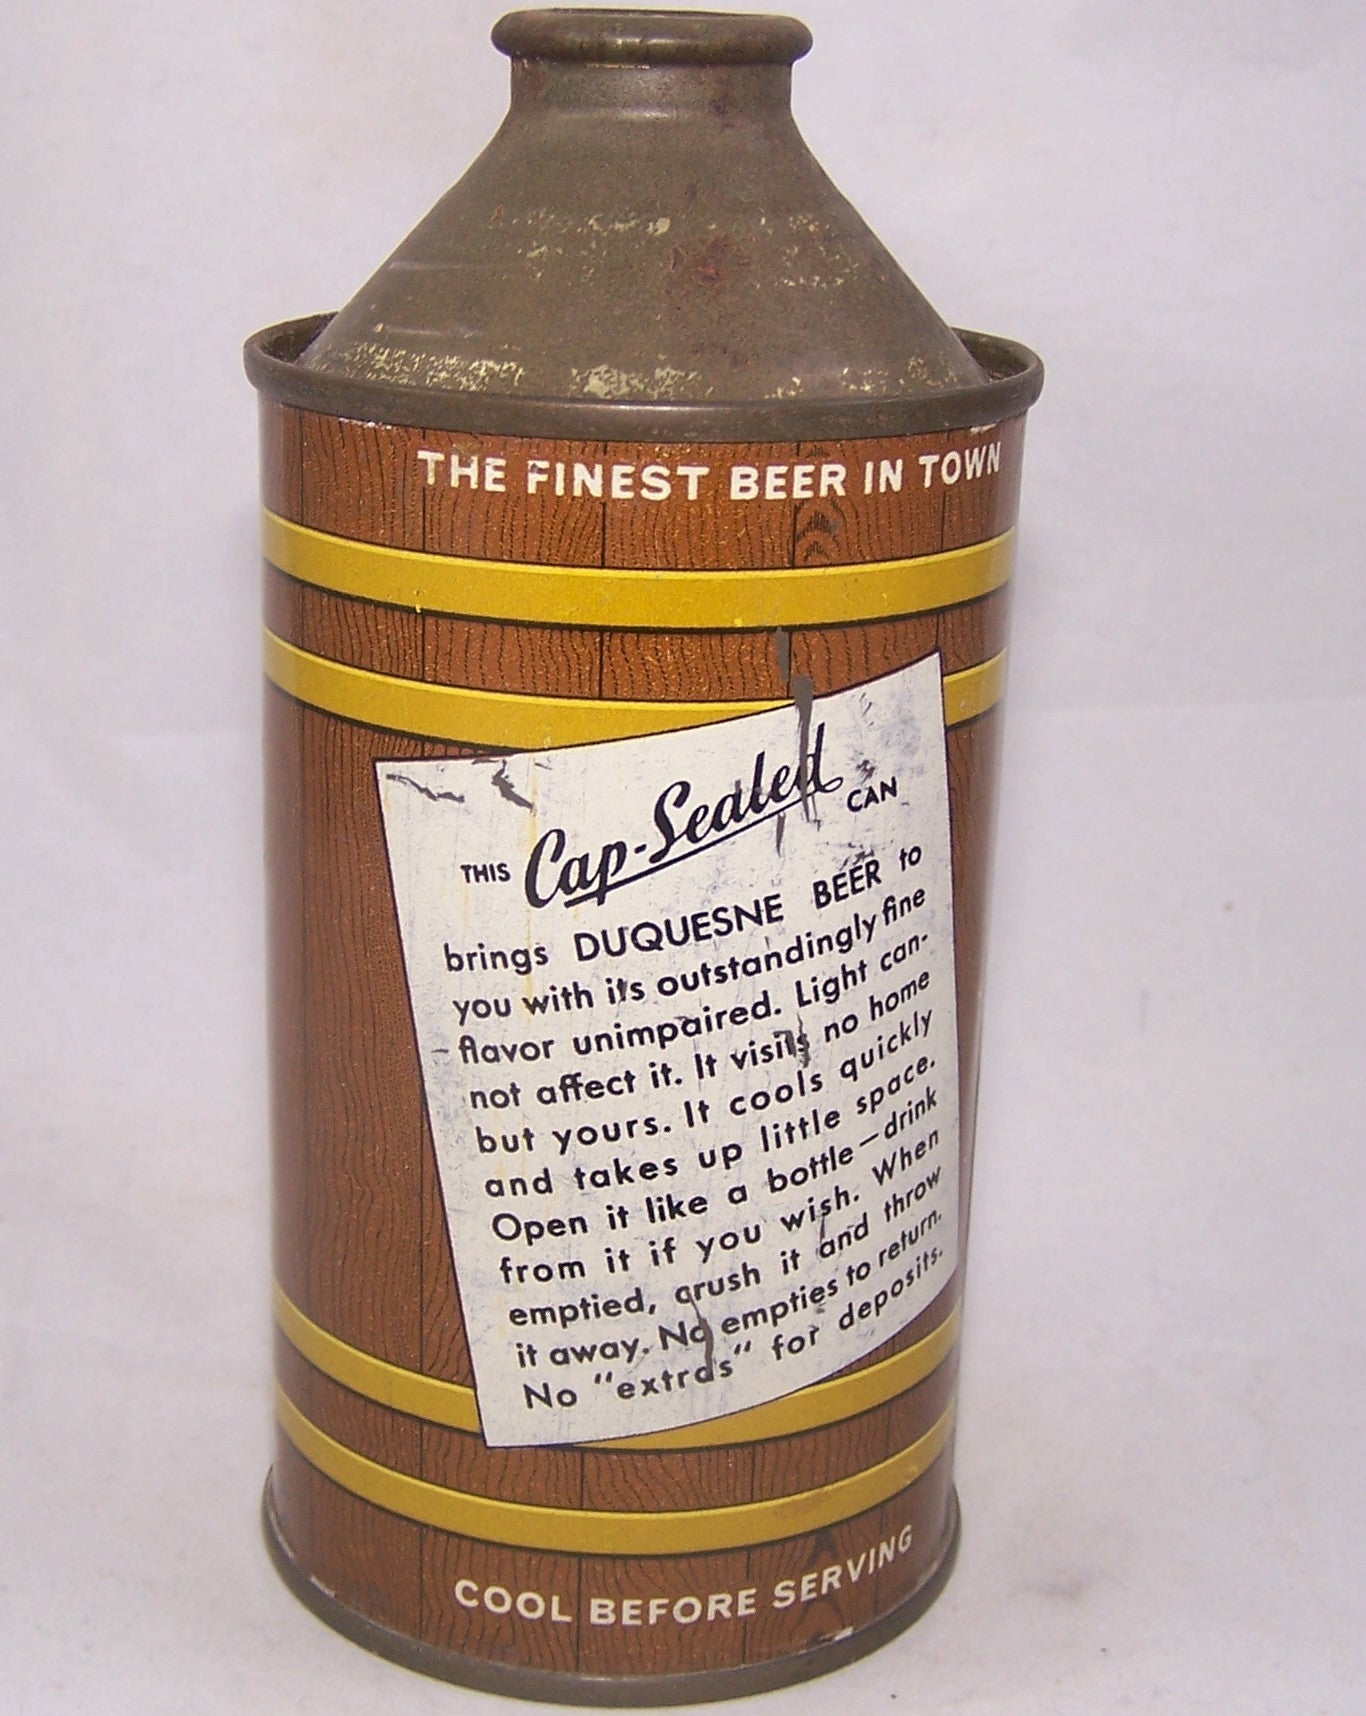 THE FINEST BEER IN TOWN
THIS Cap-Sealed CAN
brings DUQUESNE BEER to
you with its outstandingly fine
flavor unimpaired. Light can-
not affect it. It visits no home
but yours. It cools quickly
and takes up little space.
Open it like a bottle—drink
from it if you wish. When
emptied, crush it and throw
it away. No empties to return.
No "extras" for deposits.
COOL BEFORE SERVING